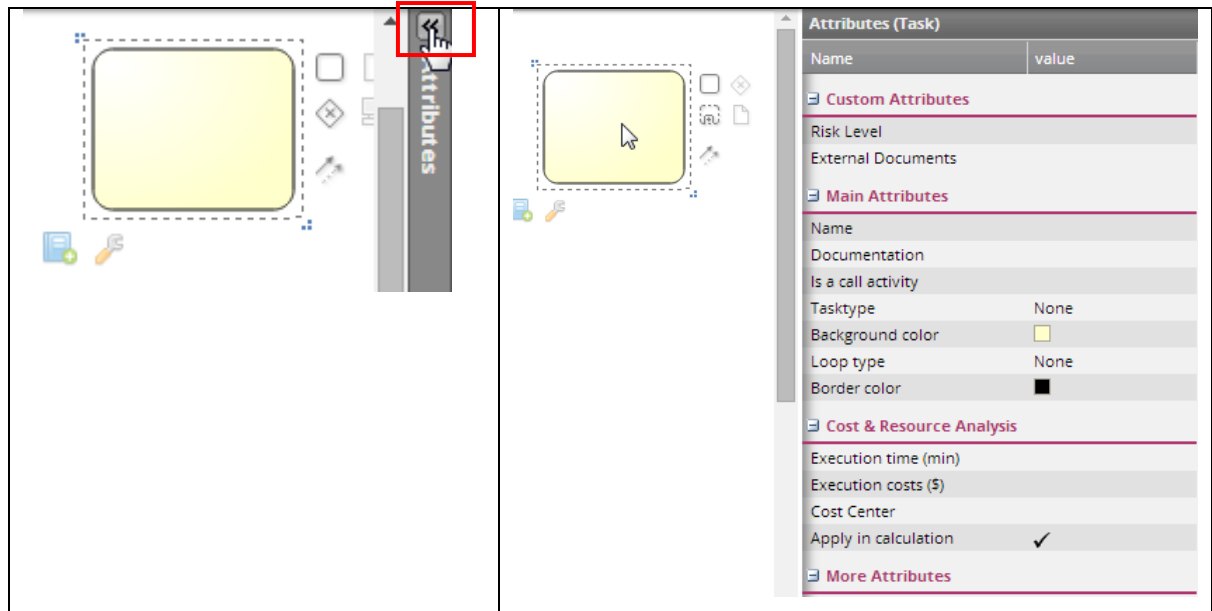 Attributes
Attributes (Task)
Name value
Custom Attributes
Risk Level
External Documents
Main Attributes
Name
Documentation
Is a call activity
Tasktype None
Background color
Loop type None
Border color
Cost & Resource Analysis
Execution time (min)
Execution costs ($)
Cost Center
Apply in calculation ✓
More Attributes